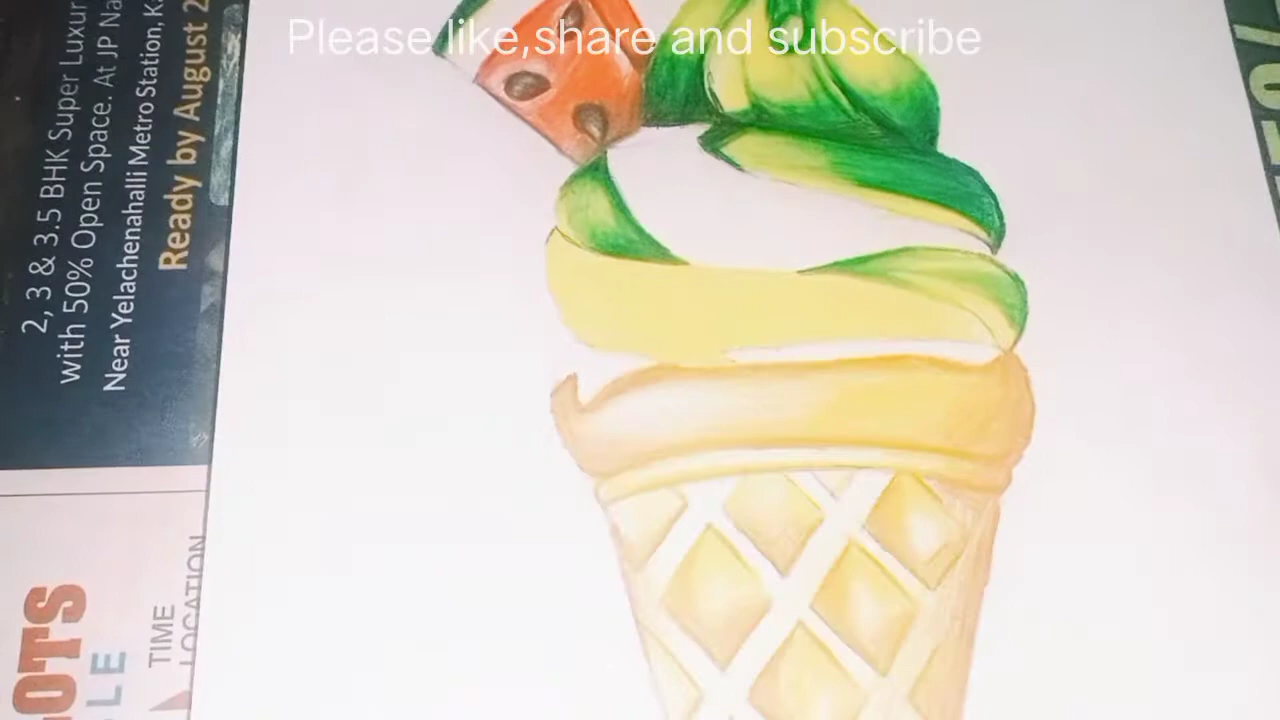 Please like,share and subscribe
2, 3 & 3.5 BHK Super Luxur
with 50% Open Space. At JP Na
Near Yelachenahalli Metro Station, Ka
Ready by August 2
OTS
LE
TIME
LOCATION